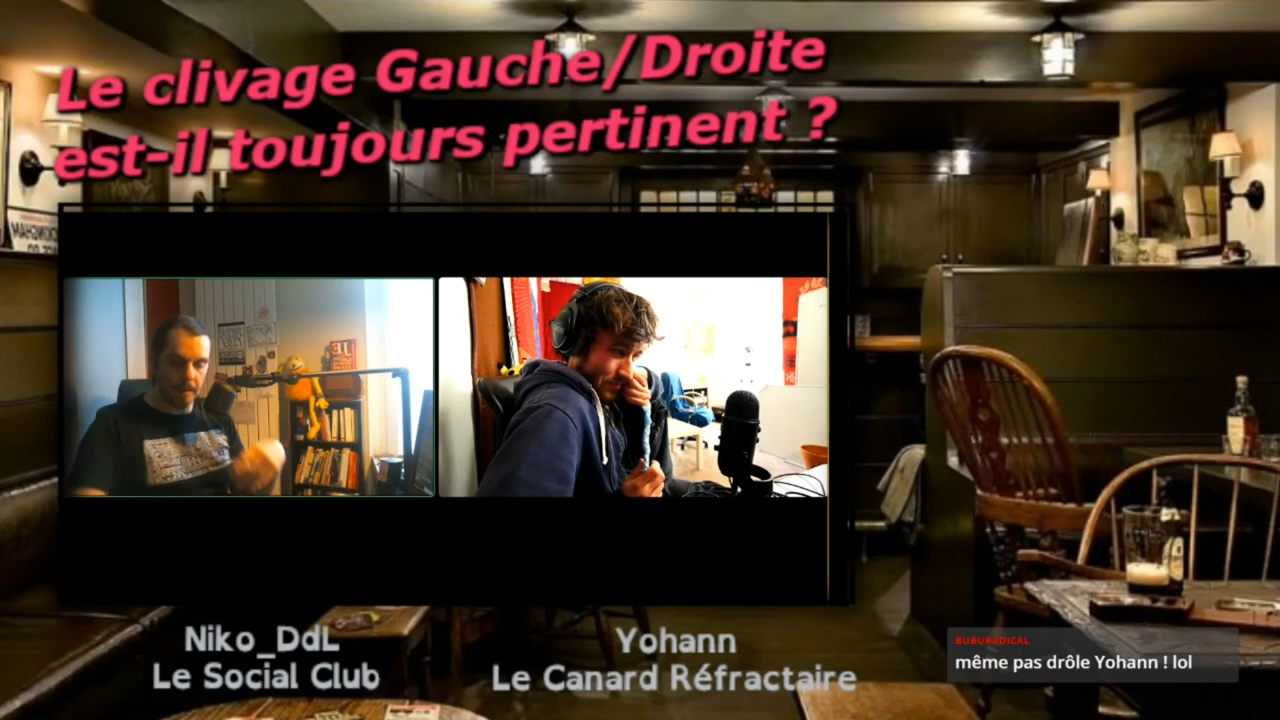 Le clivage Gauche/Droite
est-il toujours pertinent ?
Niko_DdL
Le Social Club
Yohann
Le Canard Réfractaire
BUBUREDICAL
même pas drôle Yohann ! lol